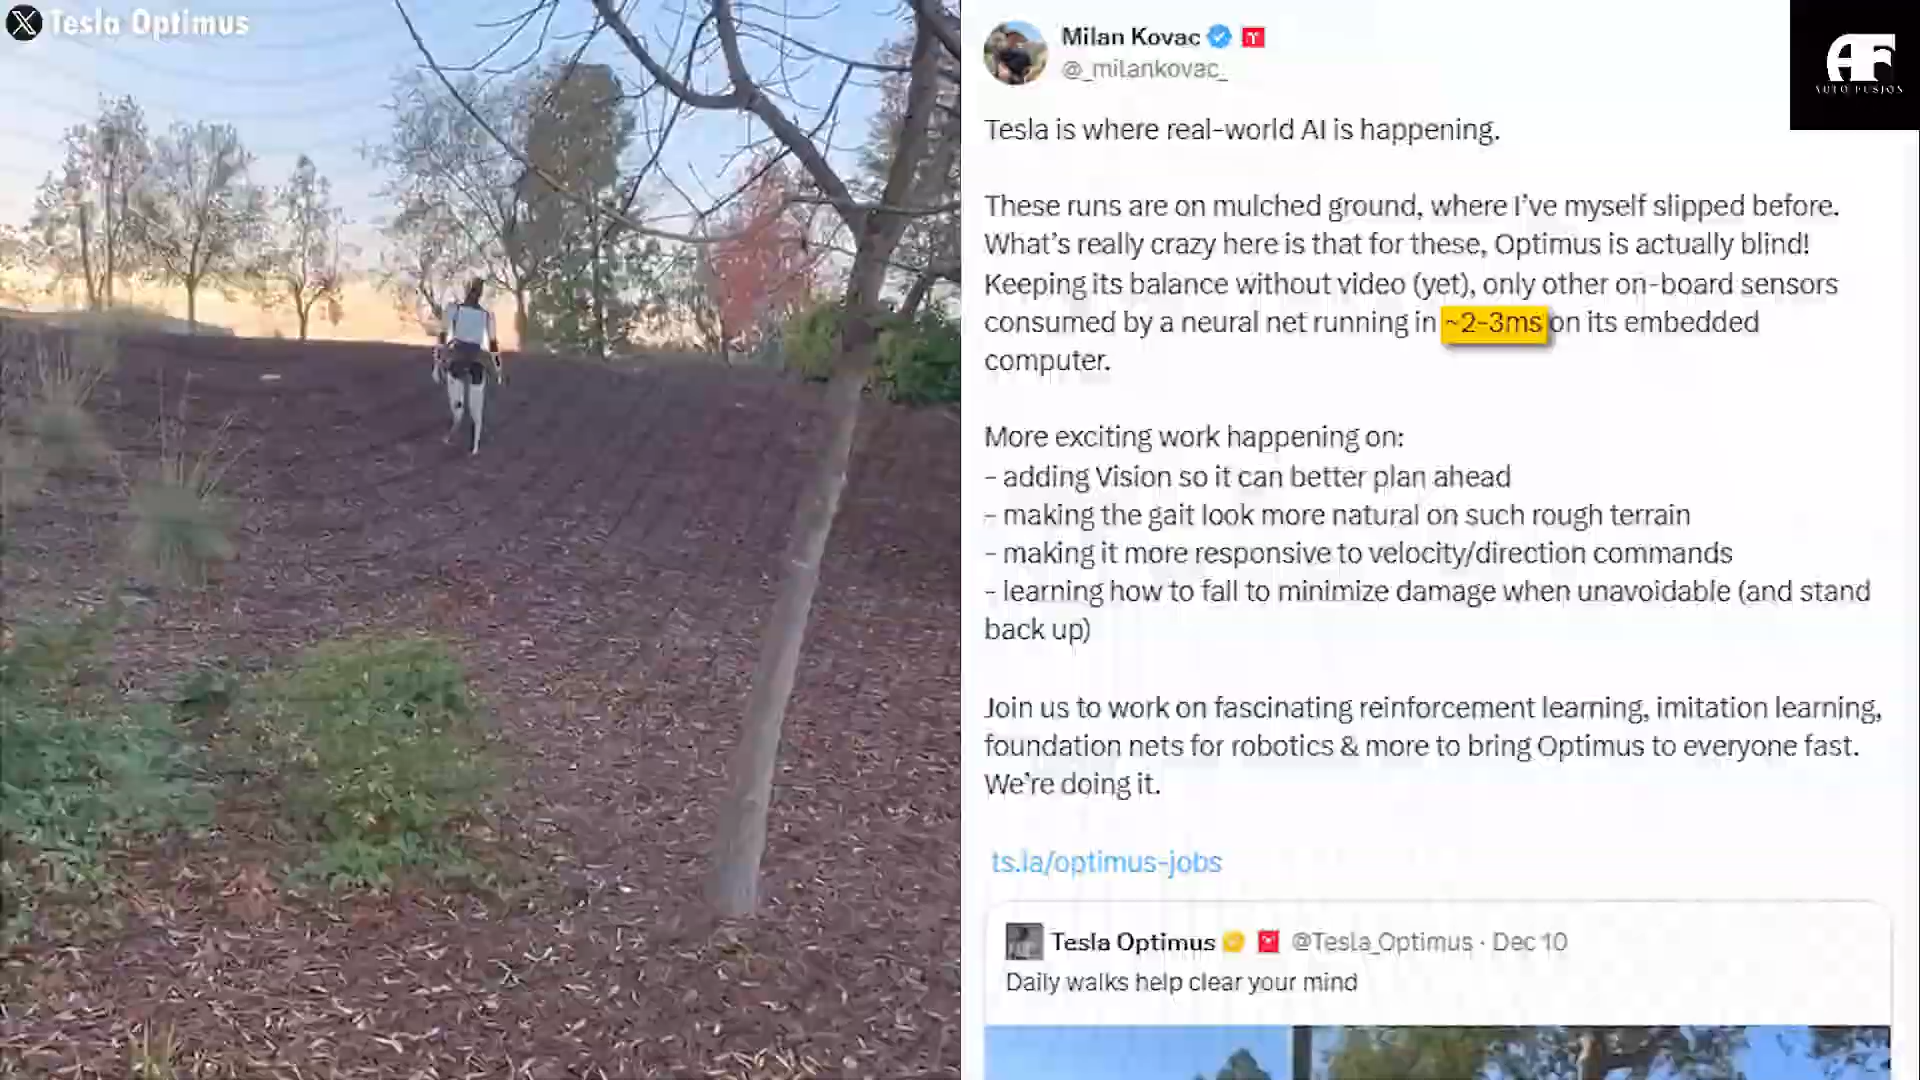 Tesla Optimus
Milan Kovac
@_milankovac_
AF
AUTO FUSION
Tesla is where real-world AI is happening.
These runs are on mulched ground, where I’ve myself slipped before.
What’s really crazy here is that for these, Optimus is actually blind!
Keeping its balance without video (yet), only other on-board sensors
consumed by a neural net running in ~2-3ms on its embedded
computer.
More exciting work happening on:
- adding Vision so it can better plan ahead
- making the gait look more natural on such rough terrain
- making it more responsive to velocity/direction commands
- learning how to fall to minimize damage when unavoidable (and stand
back up)
Join us to work on fascinating reinforcement learning, imitation learning,
foundation nets for robotics & more to bring Optimus to everyone fast.
We’re doing it.
ts.la/optimus-jobs
Tesla Optimus @Tesla_Optimus · Dec 10
Daily walks help clear your mind